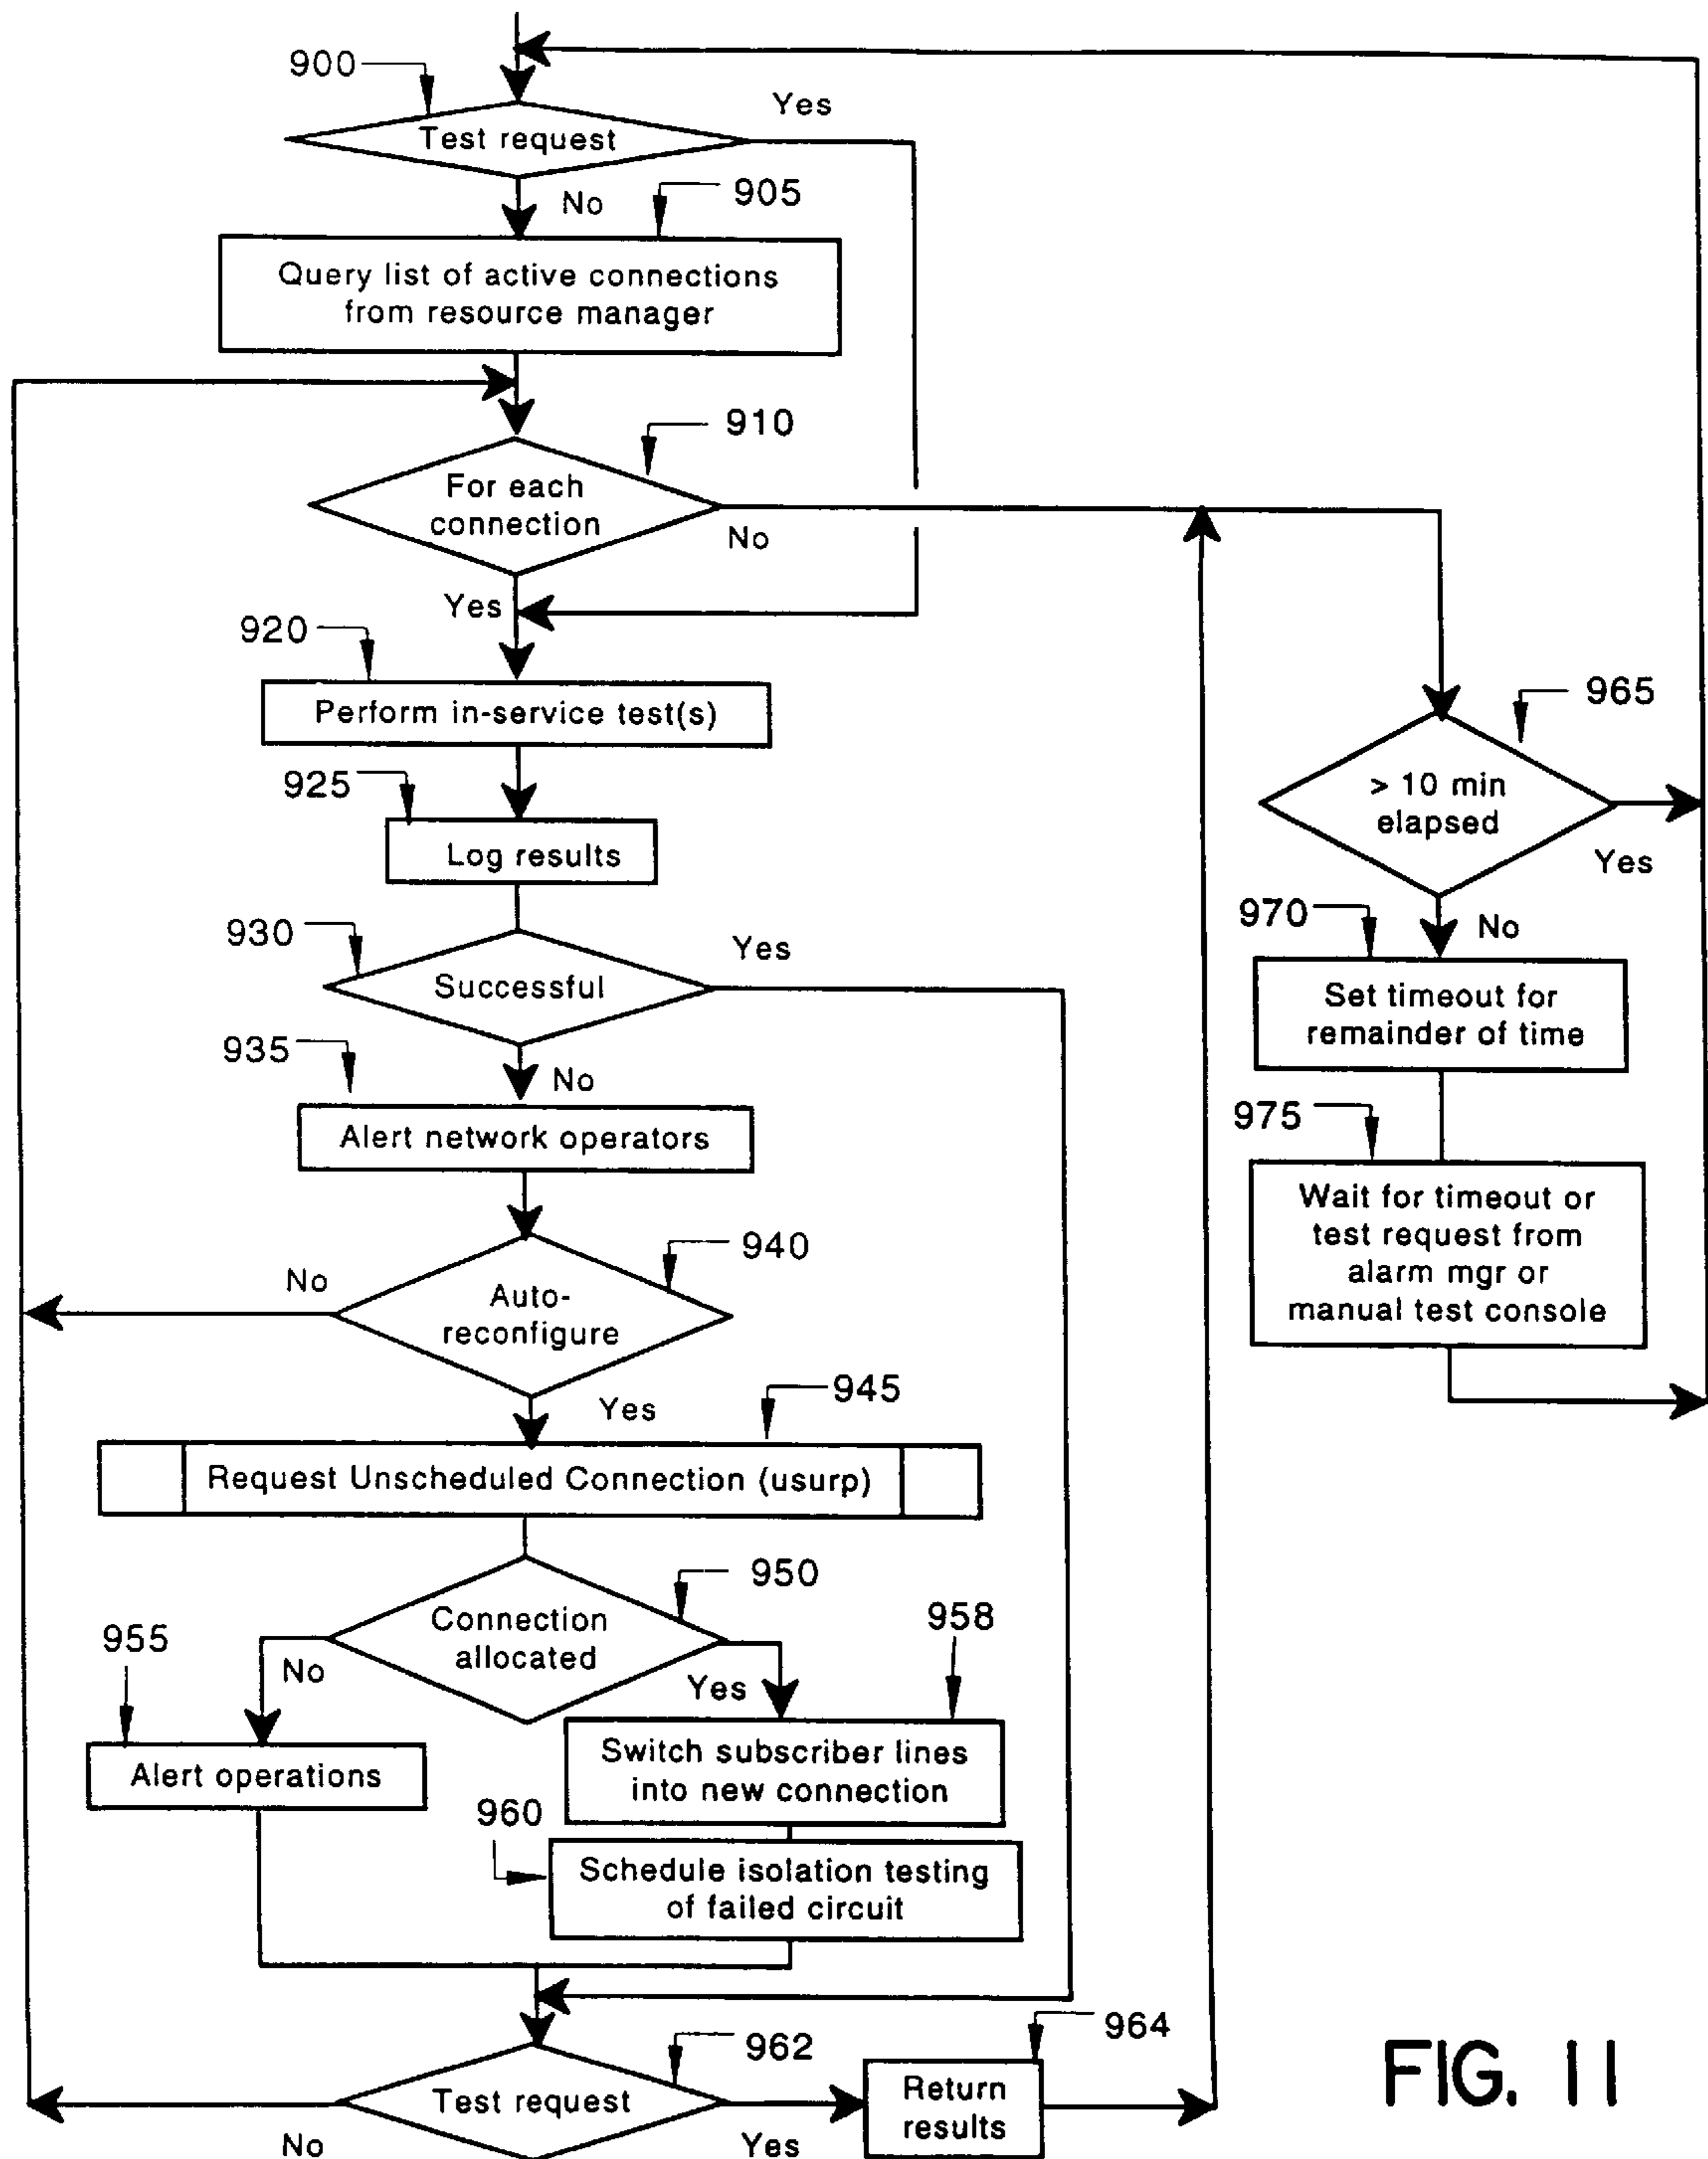 900
Yes
Test request
No
905
Query list of active connections
from resource manager
910
For each
connection
No
Yes
920
Perform in-service test(s)
965
> 10 min
elapsed
Yes
925
Log results
930
Yes
Successful
970
No
Set timeout for
remainder of time
935
No
Alert network operators
975
Wait for timeout or
test request from
alarm mgr or
manual test console
940
No
Auto-
reconfigure
Yes
945
Request Unscheduled Connection (usurp)
950
Connection
allocated
955
No
Yes
958
Alert operations
Switch subscriber lines
into new connection
960
Schedule isolation testing
of failed circuit
962
Test request
No
Yes
964
Return
results
FIG. 11